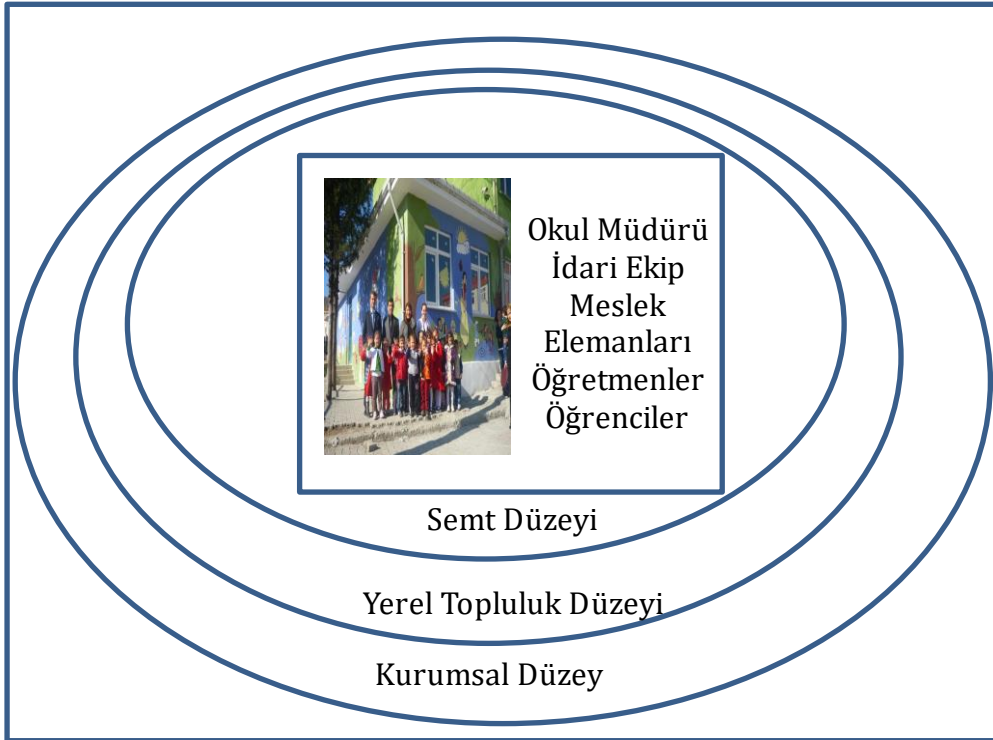 Okul Müdürü
İdari Ekip
Meslek
Elemanları
Öğretmenler
Öğrenciler
Semt Düzeyi
Yerel Topluluk Düzeyi
Kurumsal Düzey